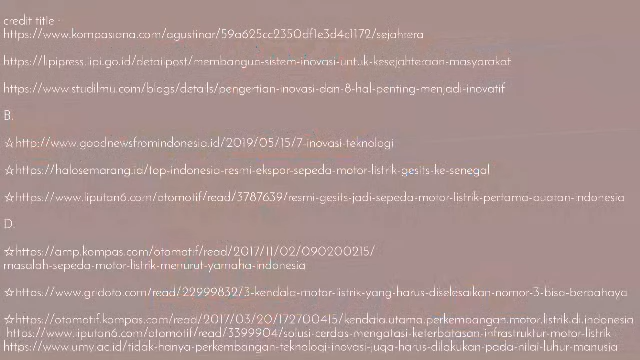 credit title :
https://www.kompasiana.com/agustinar/59a625cc2350df1e3d4c1172/sejahrera
https://lipipress.lipi.go.id/detailpost/membangun-sistem-inovasi-untuk-kesejahteraan-masyarakat
https://www.studilmu.com/blogs/details/pengertian-inovasi-dan-8-hal-penting-menjadi-inovatif
B.
☆http://www.goodnewsfromindonesia.id/2019/05/15/7-inovasi-teknologi
☆https://halosemarang.id/top-indonesia-resmi-ekspor-sepeda-motor-listrik-gesits-ke-senegal
☆https://www.liputan6.com/otomotif/read/3787639/resmi-gesits-jadi-sepeda-motor-listrik-pertama-buatan-indonesia
D.
☆https://amp.kompas.com/otomotif/read/2017/11/02/090200215/
masalah-sepeda-motor-listrik-menurut-yamaha-indonesia
☆https://www.gridoto.com/read/22999832/3-kendala-motor-listrik-yang-harus-diselesaikan-nomor-3-bisa-berbahaya
☆https://otomotif.kompas.com/read/2017/03/20/172700415/kendala.utama.perkembangan.motor.listrik.di.indonesia
https://www.liputan6.com/otomotif/read/3399904/solusi-cerdas-mengatasi-keterbatasan-infrastruktur-motor-listrik
https://www.umy.ac.id/tidak-hanya-perkembangan-teknologi-inovasi-juga-harus-dilakukan-pada-nilai-luhur-manusia